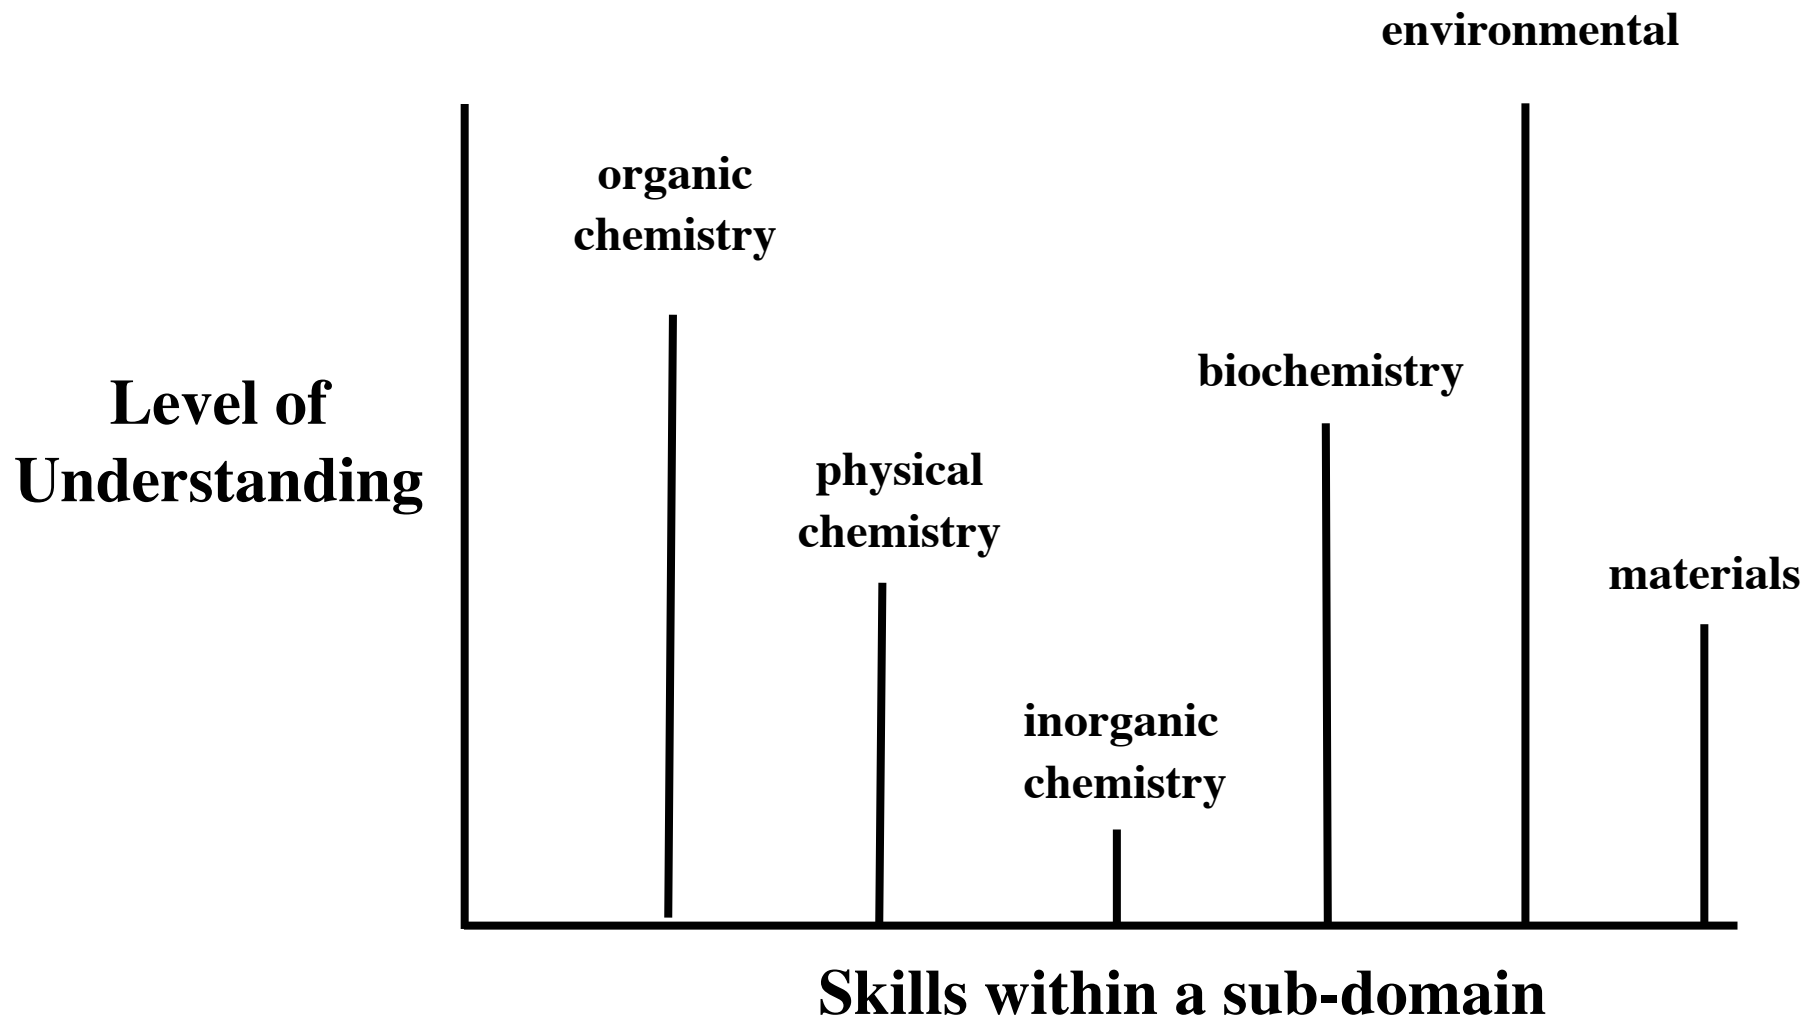 environmental
organic
chemistry
biochemistry
Level of
Understanding
physical
chemistry
materials
inorganic
chemistry
Skills within a sub-domain